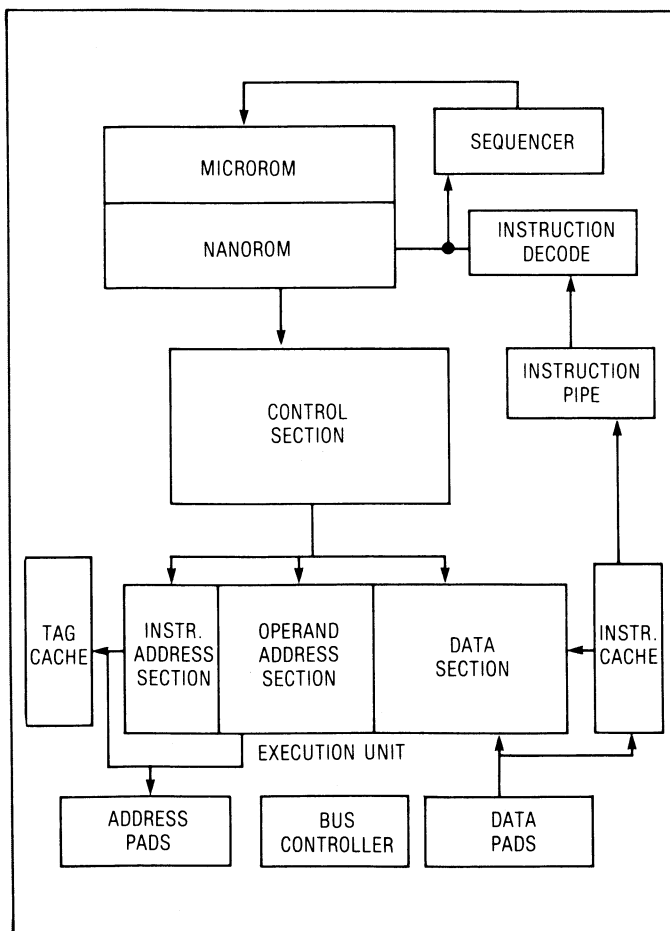 SEQUENCER
MICROROM
NANOROM
INSTRUCTION
DECODE
INSTRUCTION
PIPE
CONTROL
SECTION
TAG
CACHE
INSTR.
ADDRESS
SECTION
OPERAND
ADDRESS
SECTION
DATA
SECTION
INSTR.
CACHE
EXECUTION UNIT
ADDRESS
PADS
BUS
CONTROLLER
DATA
PADS